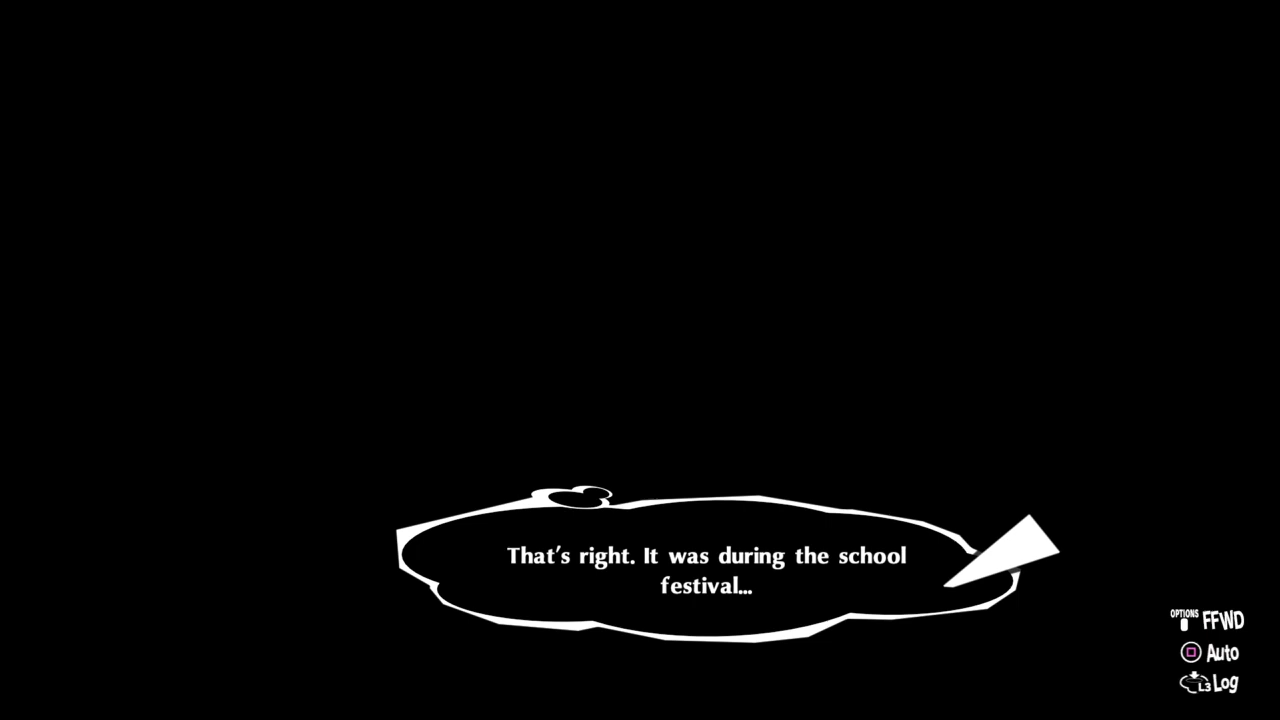 That's right. It was during the school
festival...
OPTIONS FFWD
Auto
L3 Log